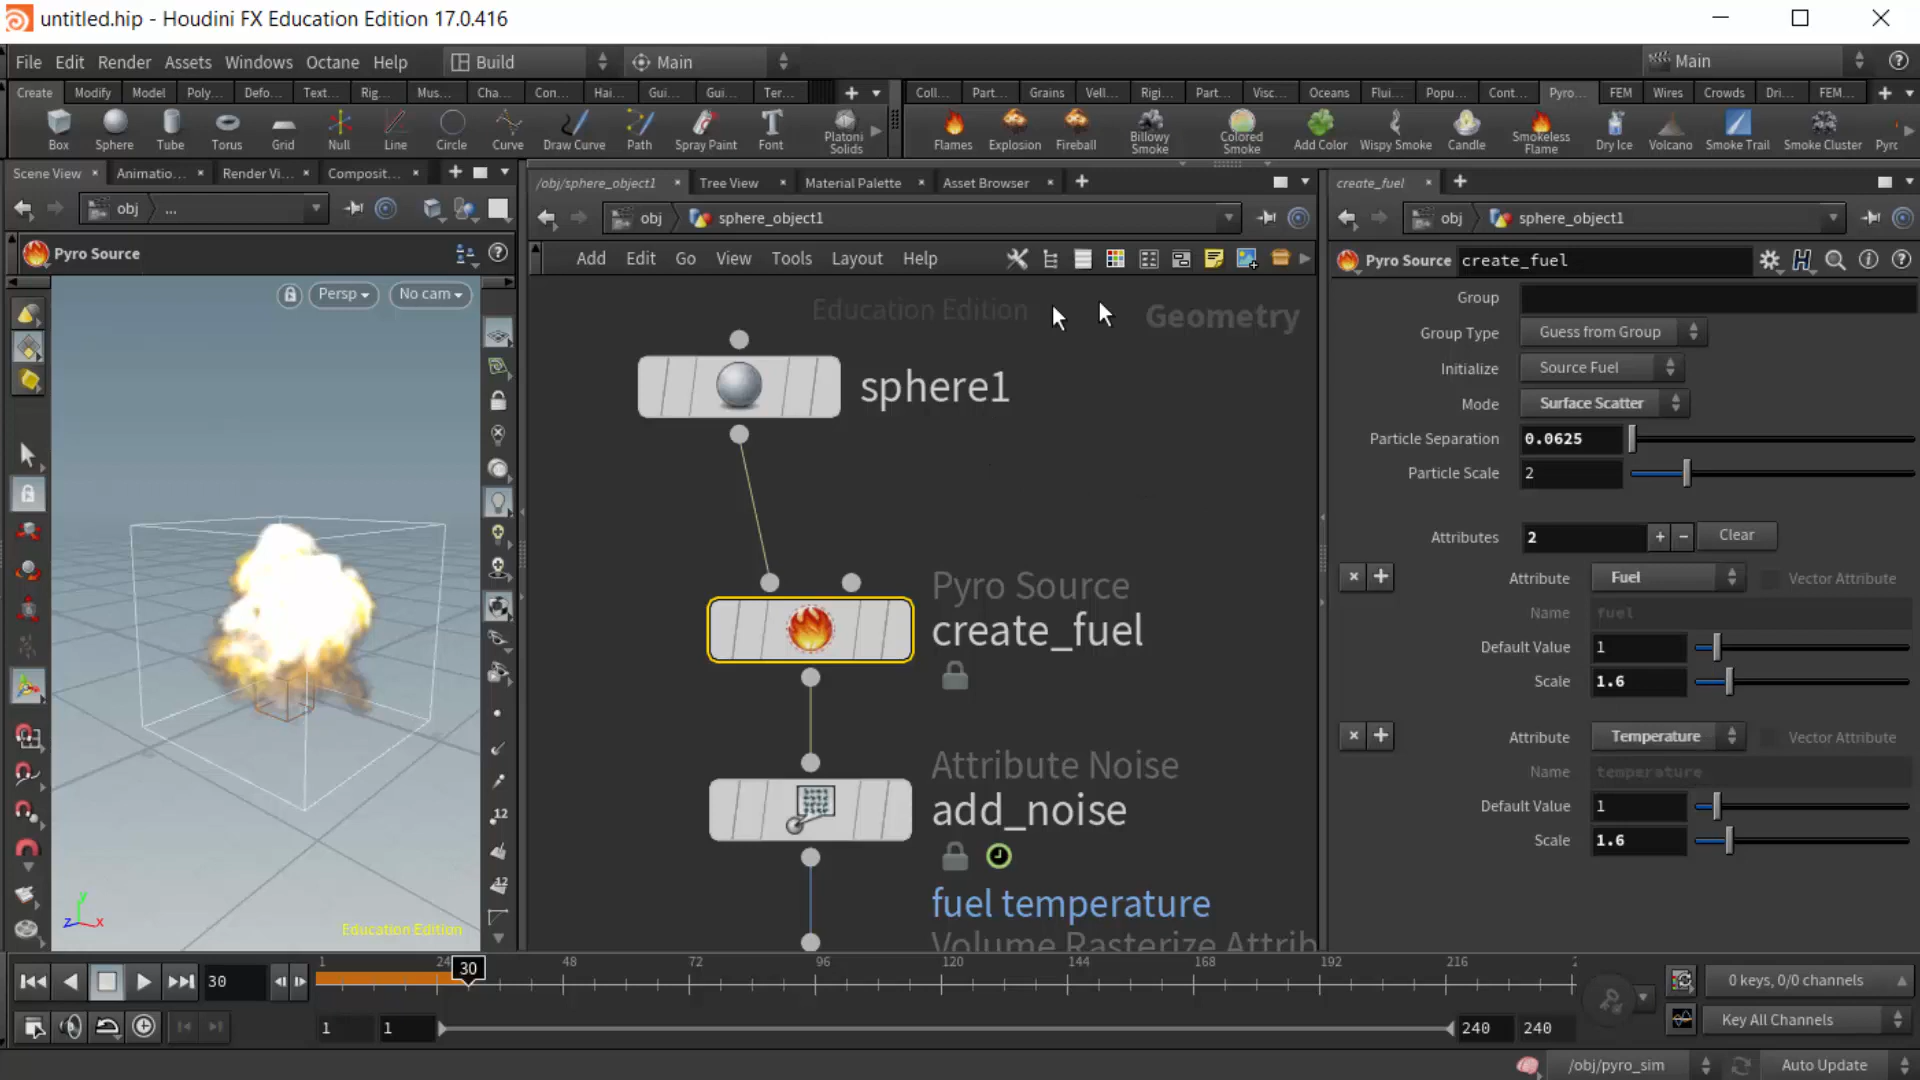 untitled.hip - Houdini FX Education Edition 17.0.416
File Edit Render Assets Windows Octane Help Build Main Main
Create Modify Model Poly... Defo... Text... Rig... Mus... Cha... Con... Hai... Gui... Gui... Ter...
Coll... Part... Grains Vell... Rigi... Part... Visc... Oceans Flui... Popu... Cont... Pyro... FEM Wires Crowds Dri... FEM...
Box Sphere Tube Torus Grid Null Line Circle Curve Draw Curve Path Spray Paint Font Platoni Solids
Flames Explosion Fireball Billowy Smoke Colored Smoke Add Color Wispy Smoke Candle Smokeless Flame Dry Ice Volcano Smoke Trail Smoke Cluster Pyrc
Scene View Animatio... Render Vi... Composit...
obj ...
Pyro Source
Persp No cam
Education Edition
/obj/sphere_object1 Tree View Material Palette Asset Browser
obj sphere_object1
Add Edit Go View Tools Layout Help
Education Edition Geometry
sphere1
Pyro Source
create_fuel
Attribute Noise
add_noise
fuel temperature
Volume Rasterize Attrib
create_fuel
obj sphere_object1
Pyro Source create_fuel
Group
Group Type Guess from Group
Initialize Source Fuel
Mode Surface Scatter
Particle Separation 0.0625
Particle Scale 2
Attributes 2 + − Clear
Attribute Fuel Vector Attribute
Name fuel
Default Value 1
Scale 1.6
Attribute Temperature Vector Attribute
Name temperature
Default Value 1
Scale 1.6
30 1 24 30 48 72 96 120 144 168 192 216 2
0 keys, 0/0 channels
1 1 240 240
Key All Channels
/obj/pyro_sim Auto Update